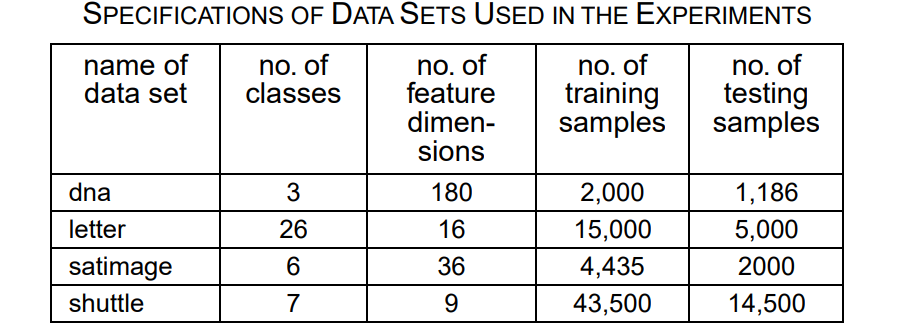 SPECIFICATIONS OF DATA SETS USED IN THE EXPERIMENTS
name of data set | no. of classes | no. of feature dimen-sions | no. of training samples | no. of testing samples
dna | 3 | 180 | 2,000 | 1,186
letter | 26 | 16 | 15,000 | 5,000
satimage | 6 | 36 | 4,435 | 2000
shuttle | 7 | 9 | 43,500 | 14,500